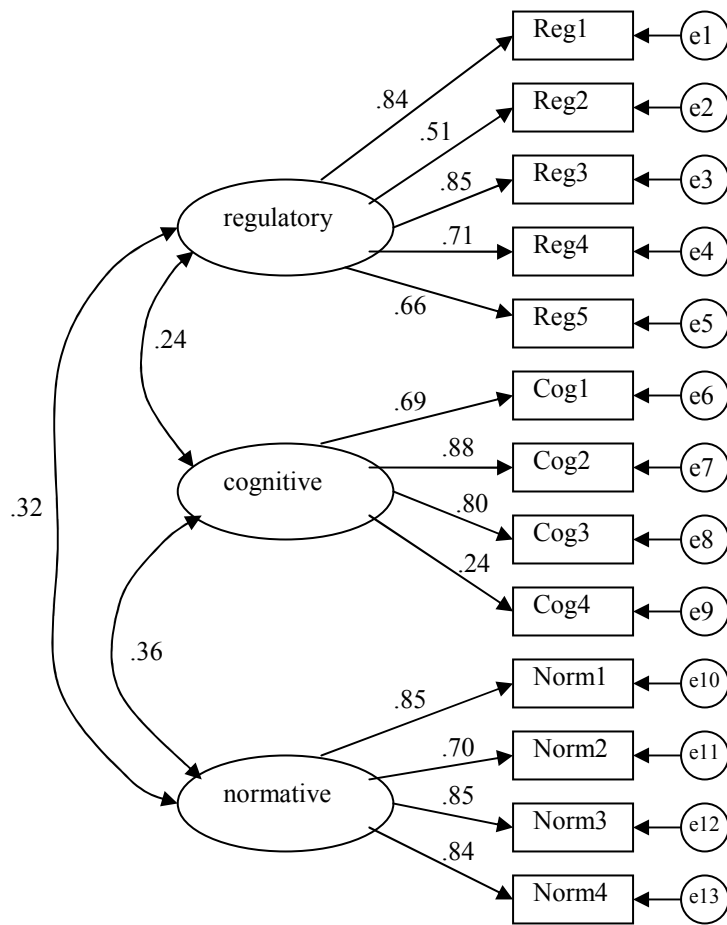 Reg1
e1
.84
Reg2
e2
.51
Reg3
e3
.85
regulatory
Reg4
e4
.71
Reg5
e5
.66
.24
Cog1
e6
.69
Cog2
e7
.88
cognitive
.80
Cog3
e8
.32
.24
Cog4
e9
.36
Norm1
e10
.85
Norm2
e11
.70
normative
.85
Norm3
e12
.84
Norm4
e13